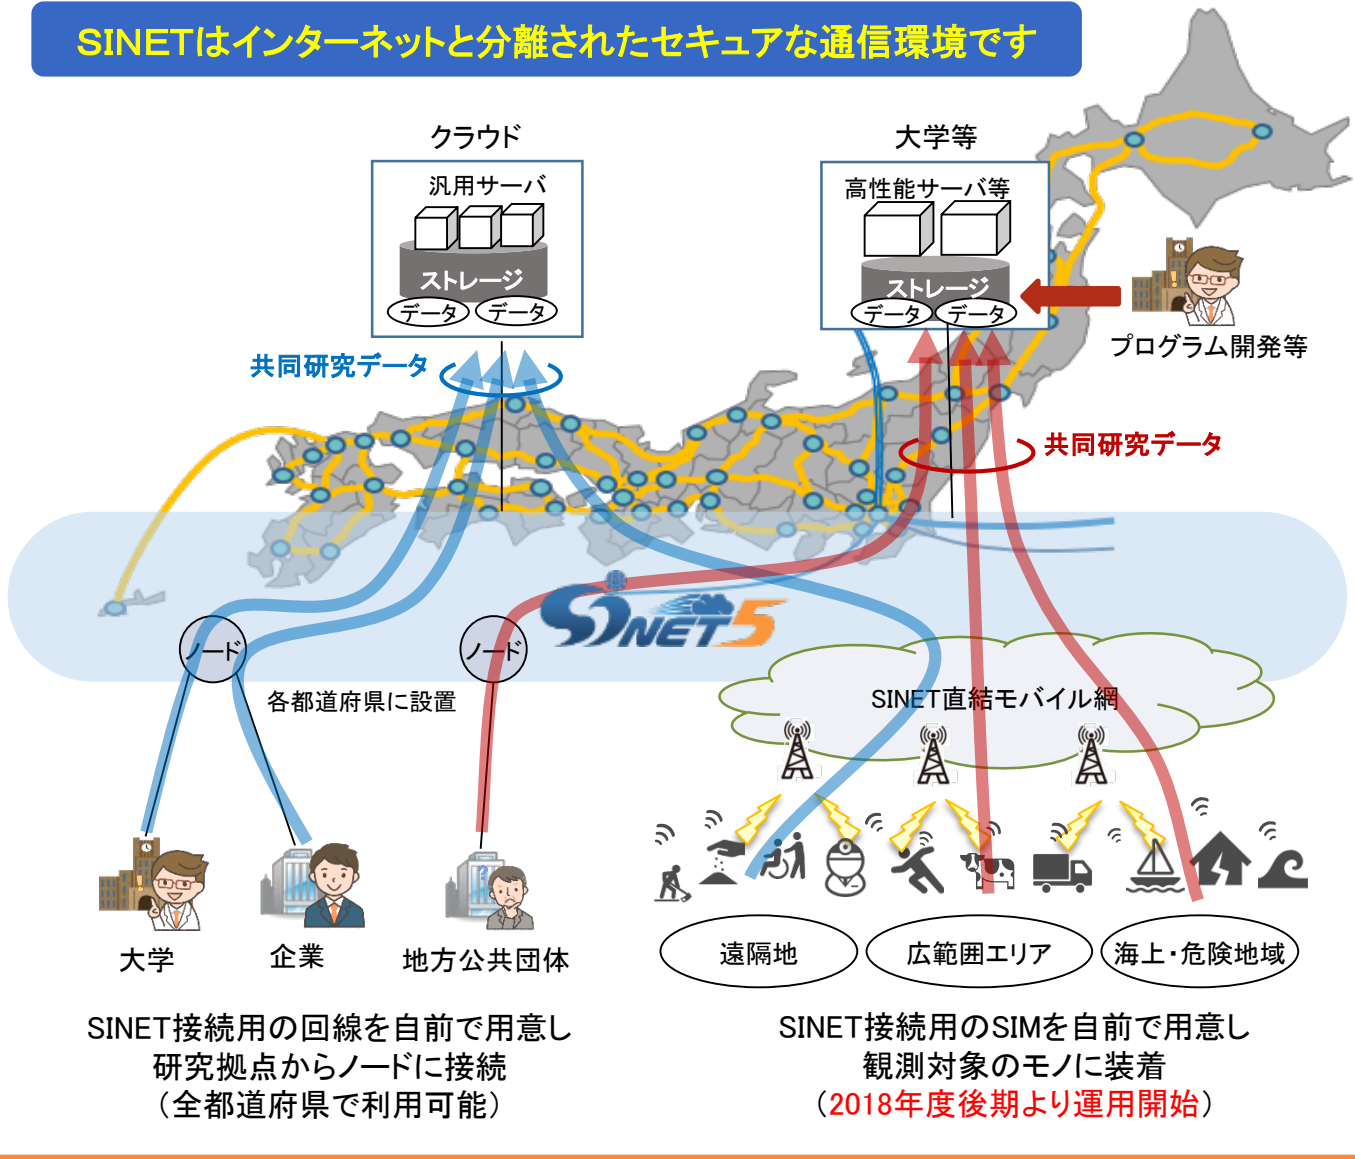 SINETはインターネットと分離されたセキュアな通信環境です
クラウド
汎用サーバ
ストレージ
データ
データ
大学等
高性能サーバ等
ストレージ
データ
データ
プログラム開発等
共同研究データ
共同研究データ
SINET5
ノード
ノード
各都道府県に設置
SINET直結モバイル網
大学
企業
?
地方公共団体
遠隔地
広範囲エリア
海上・危険地域
SINET接続用の回線を自前で用意し
研究拠点からノードに接続
（全都道府県で利用可能）
SINET接続用のSIMを自前で用意し
観測対象のモノに装着
（2018年度後期より運用開始）